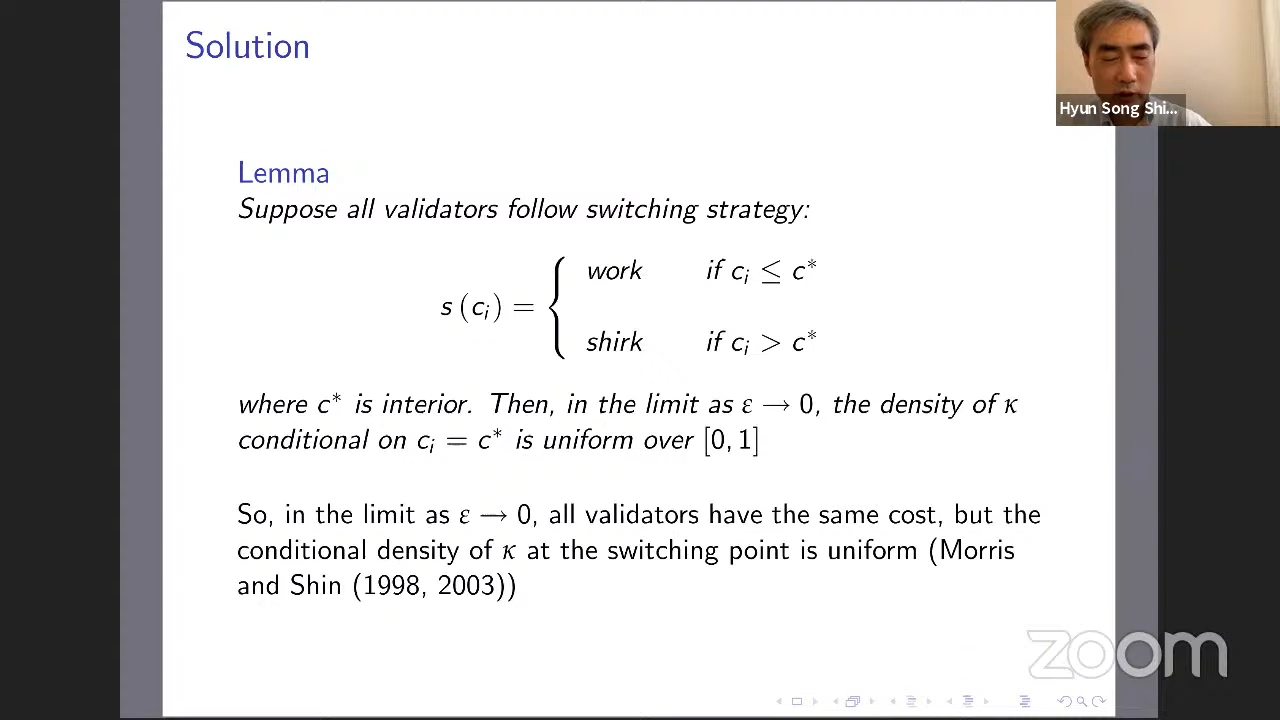 Solution
Hyun Song Shi...
Lemma
Suppose all validators follow switching strategy:
s (c_i) = { work if c_i ≤ c*
shirk if c_i > c*
where c* is interior. Then, in the limit as ε → 0, the density of κ
conditional on c_i = c* is uniform over [0, 1]
So, in the limit as ε → 0, all validators have the same cost, but the
conditional density of κ at the switching point is uniform (Morris
and Shin (1998, 2003))
zoom